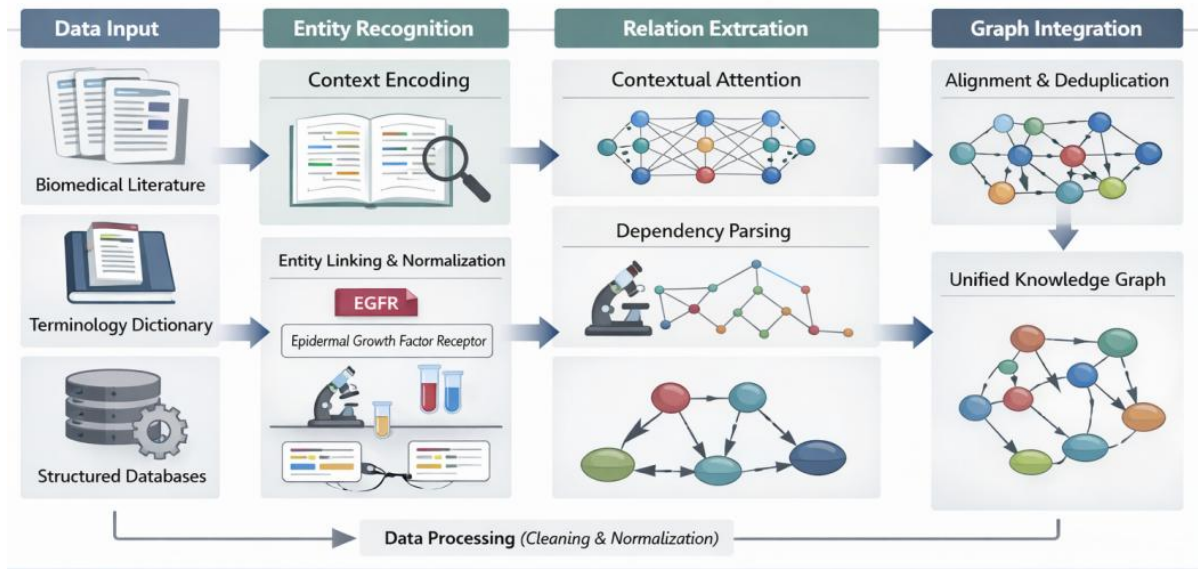 Data Input
Entity Recognition
Relation Extrcation
Graph Integration
Biomedical Literature
Terminology Dictionary
Structured Databases
Context Encoding
Entity Linking & Normalization
EGFR
Epidermal Growth Factor Receptor
Contextual Attention
Dependency Parsing
Alignment & Deduplication
Unified Knowledge Graph
Data Processing (Cleaning & Normalization)